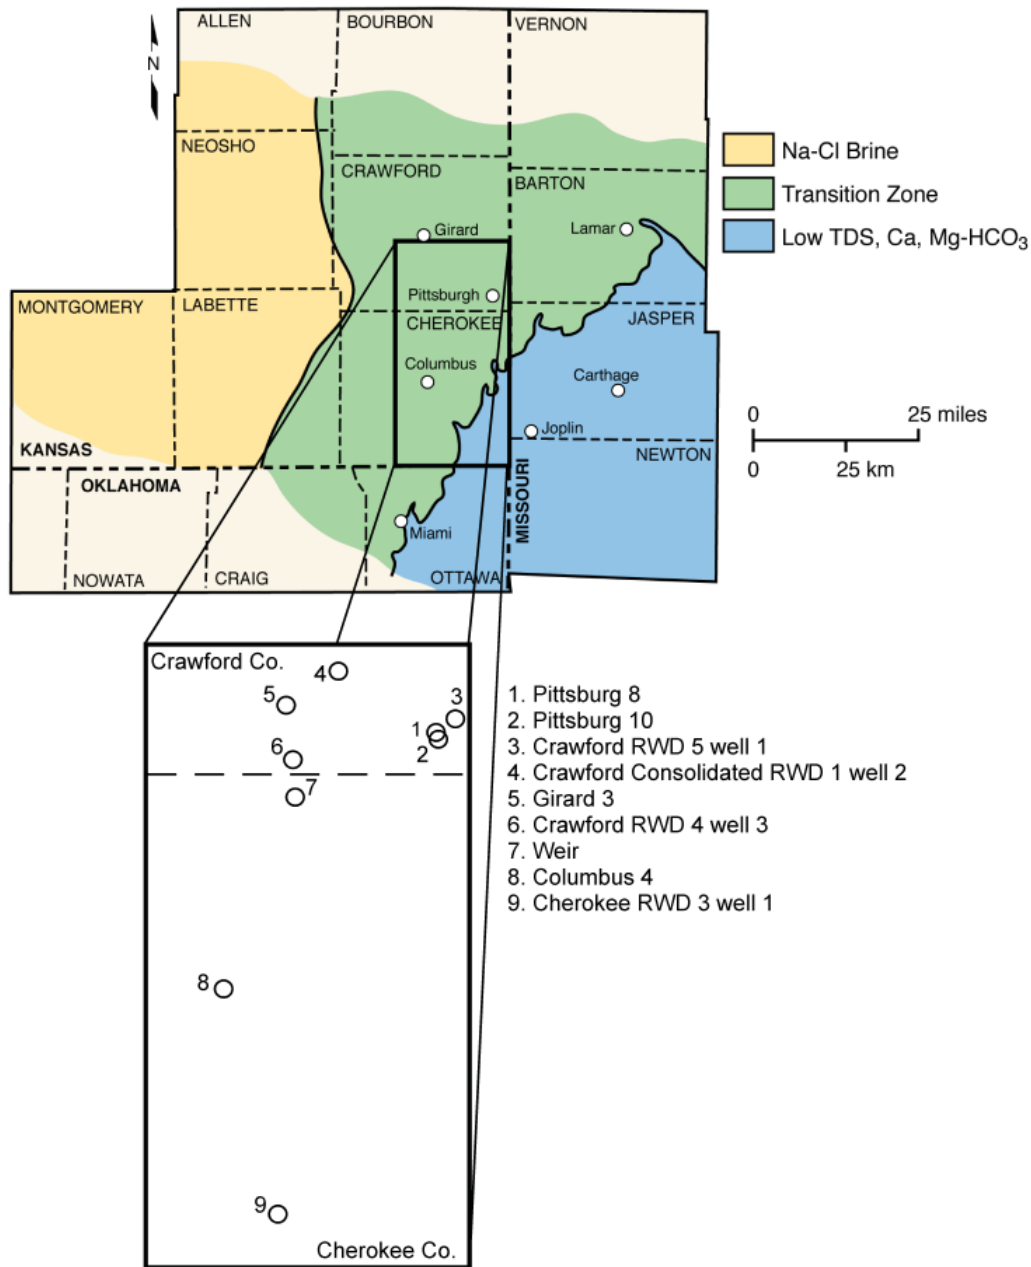 ALLEN
BOURBON
VERNON
N
NEOSHO
CRAWFORD
BARTON
Na-Cl Brine
Transition Zone
Low TDS, Ca, Mg-HCO₃
Girard
Lamar
MONTGOMERY
LABETTE
Pittsburgh
CHEROKEE
JASPER
Columbus
Carthage
0 25 miles
0 25 km
Joplin
KANSAS
OKLAHOMA
NEWTON
MISSOURI
Miami
NOWATA
CRAIG
OTTAWA
Crawford Co.
4
5
3
1
2
6
7
8
9
Cherokee Co.
1. Pittsburg 8
2. Pittsburg 10
3. Crawford RWD 5 well 1
4. Crawford Consolidated RWD 1 well 2
5. Girard 3
6. Crawford RWD 4 well 3
7. Weir
8. Columbus 4
9. Cherokee RWD 3 well 1